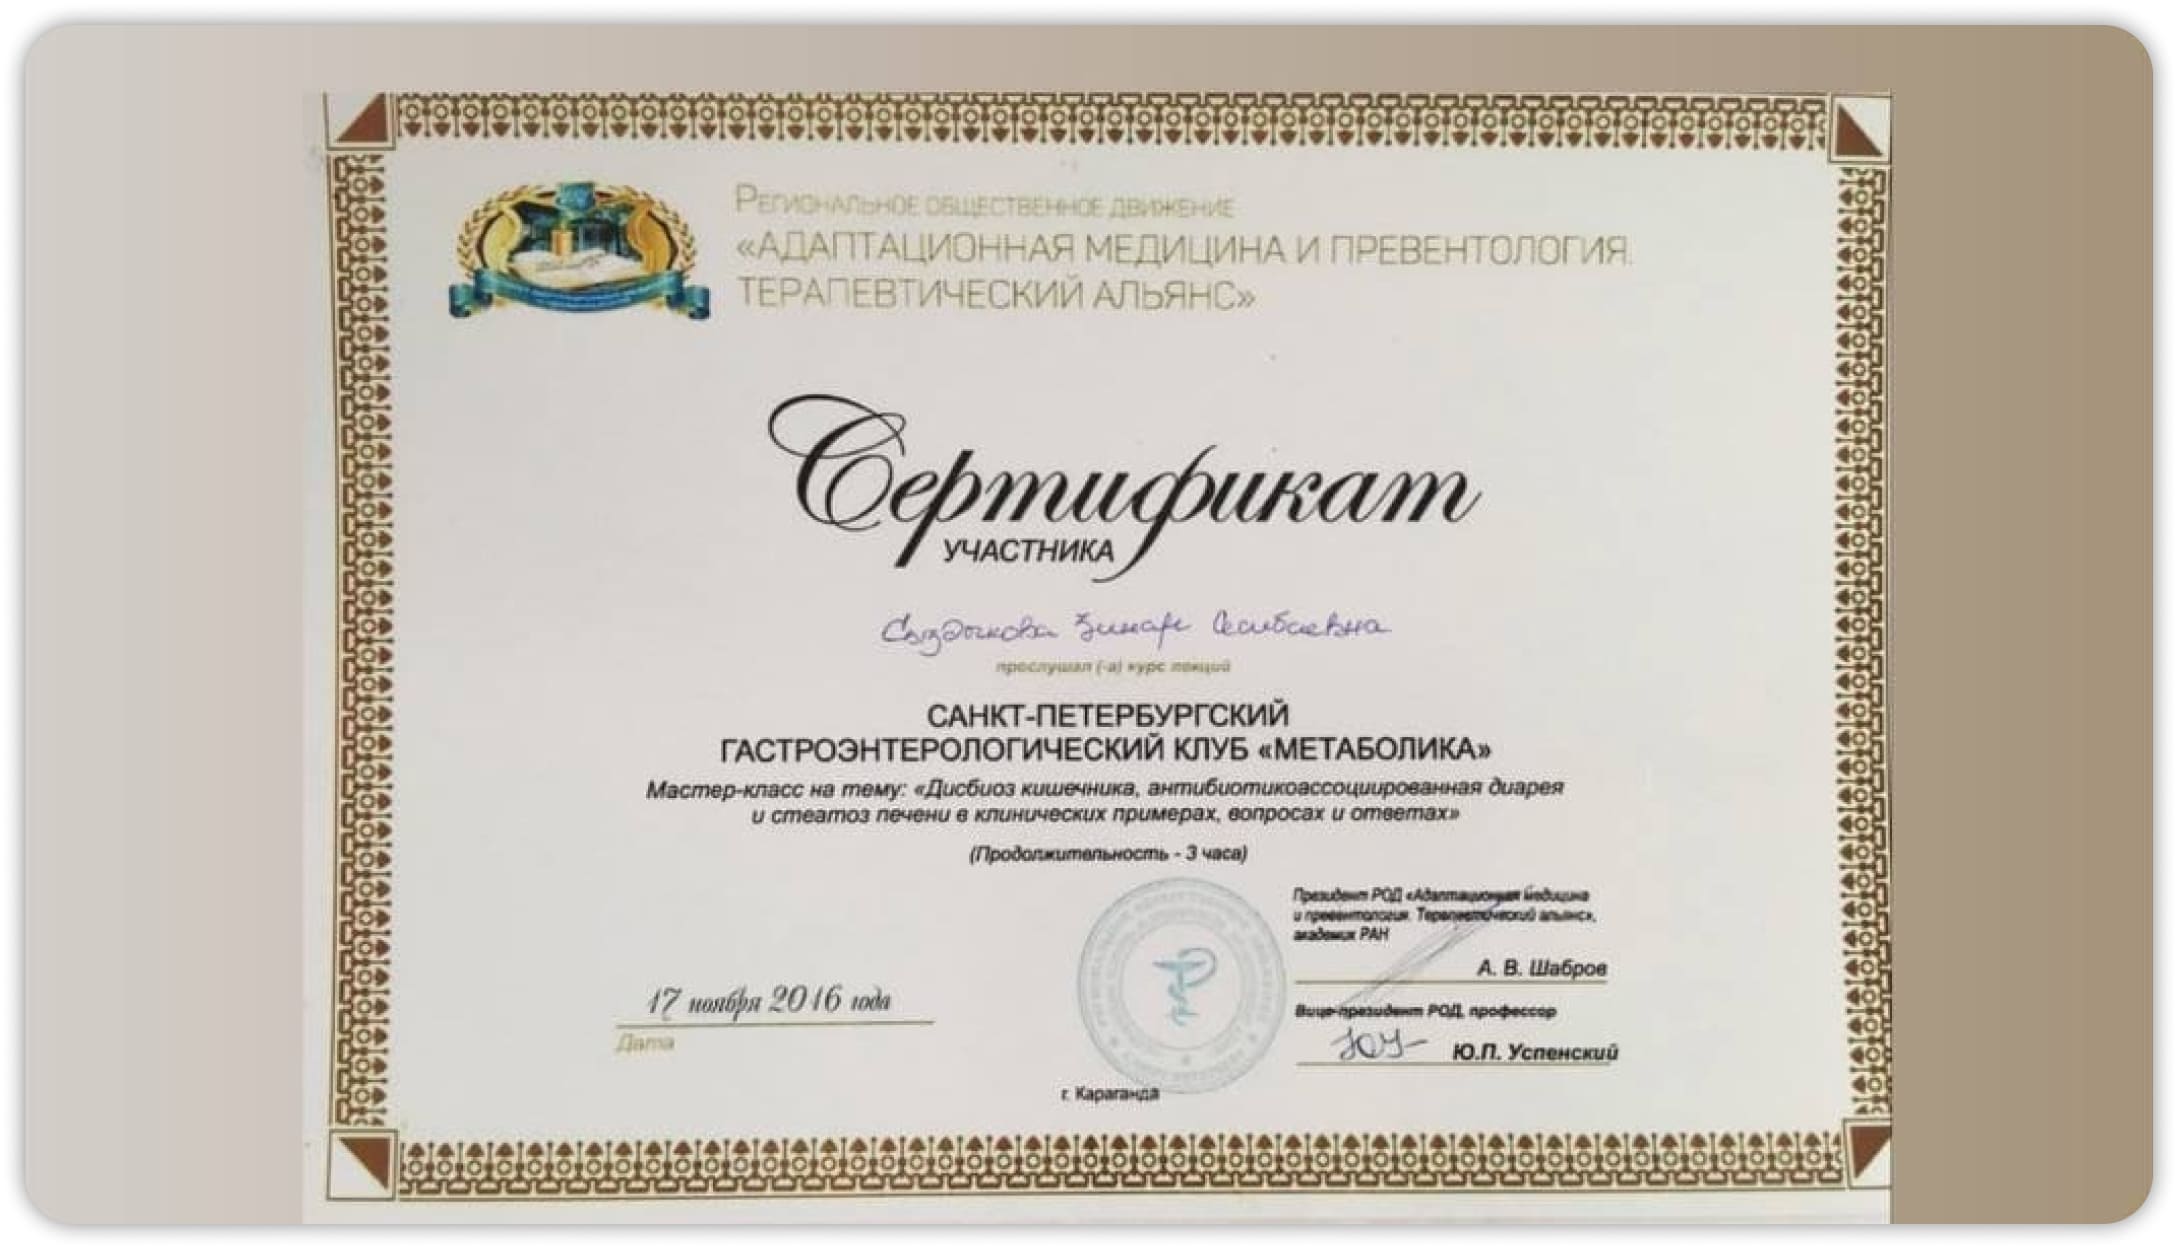 Региональное общественное движение
«АДАПТАЦИОННАЯ МЕДИЦИНА И ПРЕВЕНТОЛОГИЯ.
ТЕРАПЕВТИЧЕСКИЙ АЛЬЯНС»
Сертификат
УЧАСТНИКА
Сыздыкова
прослушал (-а) курс лекций
САНКТ-ПЕТЕРБУРГСКИЙ
ГАСТРОЭНТЕРОЛОГИЧЕСКИЙ КЛУБ «МЕТАБОЛИКА»
Мастер-класс на тему: «Дисбиоз кишечника, антибиотикоассоциированная диарея
и стеатоз печени в клинических примерах, вопросах и ответах»
(Продолжительность - 3 часа)
Президент РОД «Адаптационная медицина
и превентология. Терапевтический альянс»,
академик РАН
А. В. Шабров
17 ноября 2016 года
Дата
Вице-президент РОД, профессор
Ю.П. Успенский
г. Караганда